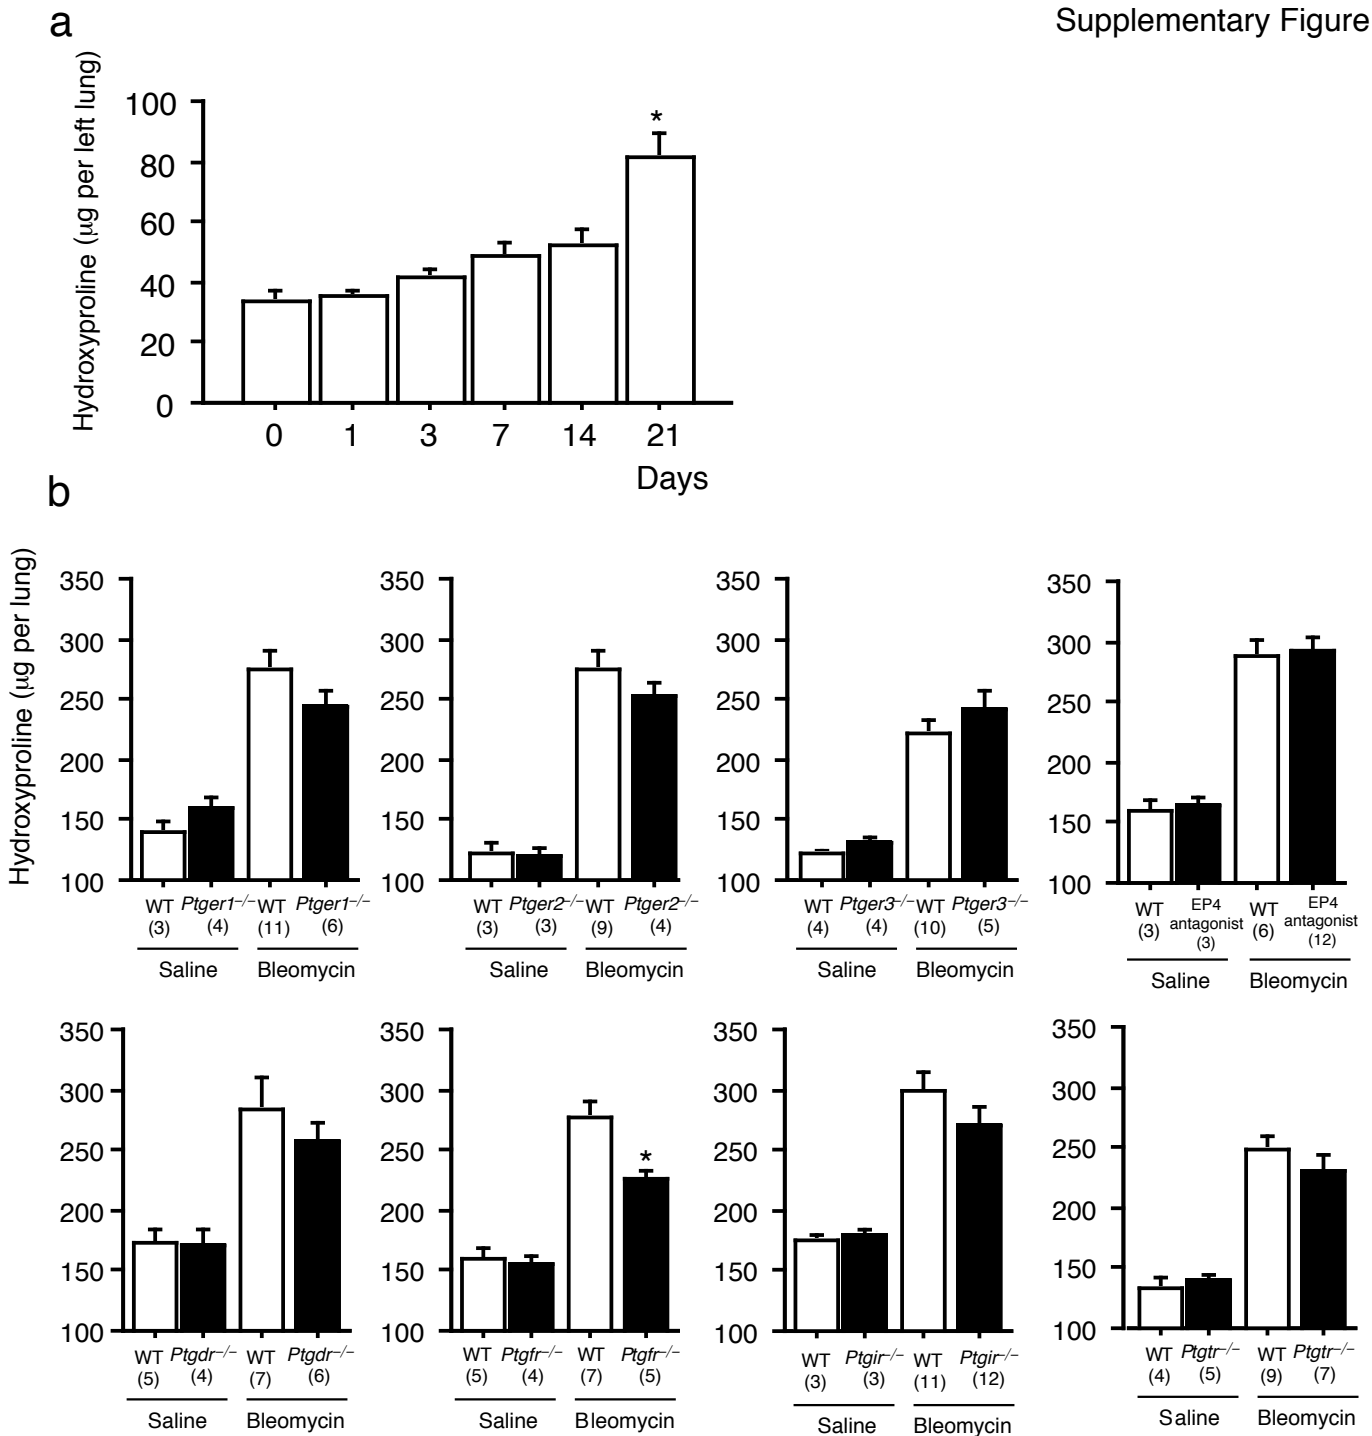 a
Supplementary Figure
Hydroxyproline (μg per left lung)
100
80
60
40
20
0
*
0 1 3 7 14 21
Days
b
Hydroxyproline (μg per lung)
350
300
250
200
150
100
WT Ptger1–/– WT Ptger1–/–
(3) (4) (11) (6)
Saline Bleomycin
350
300
250
200
150
100
WT Ptger2–/– WT Ptger2–/–
(3) (3) (9) (4)
Saline Bleomycin
350
300
250
200
150
100
WT Ptger3–/– WT Ptger3–/–
(4) (4) (10) (5)
Saline Bleomycin
350
300
250
200
150
100
WT EP4 WT EP4
(3) antagonist (6) antagonist
(3) (12)
Saline Bleomycin
350
300
250
200
150
100
WT Ptgdr–/– WT Ptgdr–/–
(5) (4) (7) (6)
Saline Bleomycin
350
300
250
200
150
100
*
WT Ptgfr–/– WT Ptgfr–/–
(5) (4) (7) (5)
Saline Bleomycin
350
300
250
200
150
100
WT Ptgir–/– WT Ptgir–/–
(3) (3) (11) (12)
Saline Bleomycin
350
300
250
200
150
100
WT Ptgtr–/– WT Ptgtr–/–
(4) (5) (9) (7)
Saline Bleomycin